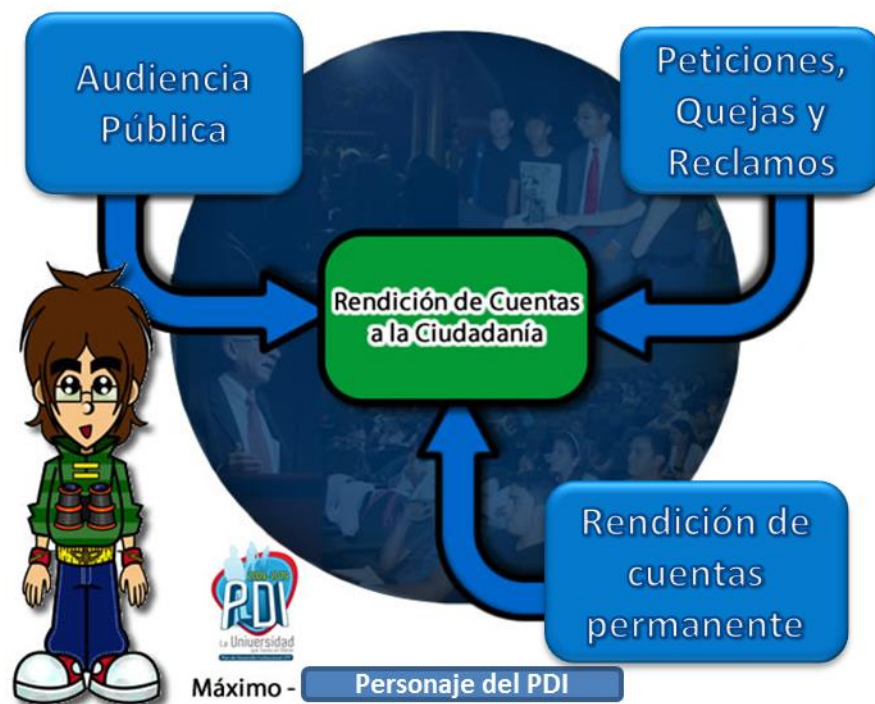 Audiencia
Pública
Peticiones,
Quejas y
Reclamos
Rendición de Cuentas
a la Ciudadanía
Rendición de
cuentas
permanente
PDI
La Universidad
Máximo - Personaje del PDI